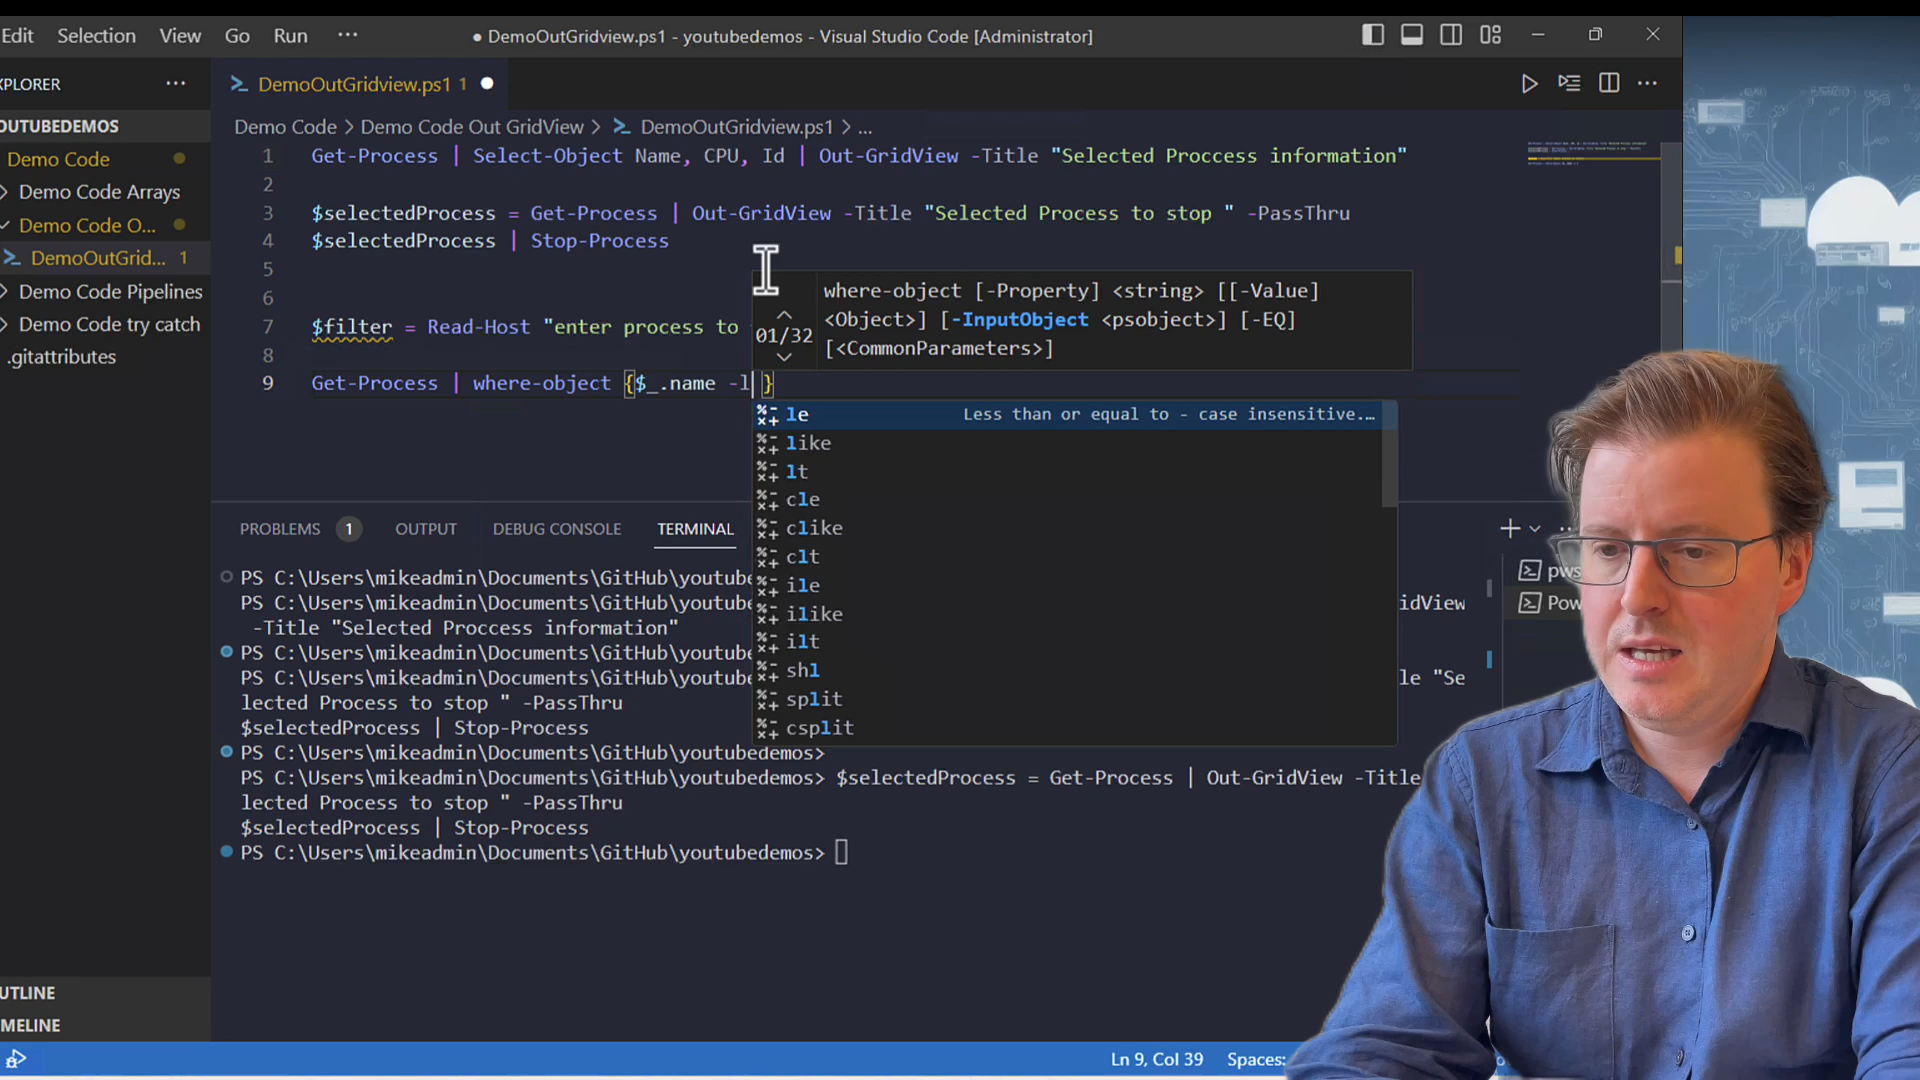 Edit Selection View Go Run ···
● DemoOutGridview.ps1 - youtubedemos - Visual Studio Code [Administrator]
XPLORER ···
DemoOutGridview.ps1 1
OUTUBEDEMOS
Demo Code
Demo Code Arrays
Demo Code O...
DemoOutGrid... 1
Demo Code Pipelines
Demo Code try catch
.gitattributes
UTLINE
MELINE
Demo Code > Demo Code Out GridView > DemoOutGridview.ps1 > ...
1 Get-Process | Select-Object Name, CPU, Id | Out-GridView -Title "Selected Proccess information"
2
3 $selectedProcess = Get-Process | Out-GridView -Title "Selected Process to stop " -PassThru
4 $selectedProcess | Stop-Process
5
6
7 $filter = Read-Host "enter process to
8
9 Get-Process | where-object {$_.name -l }
01/32
where-object [-Property] <string> [[-Value]
<Object>] [-InputObject <psobject>] [-EQ]
[<CommonParameters>]
le Less than or equal to - case insensitive....
like
lt
cle
clike
clt
ile
ilike
ilt
shl
split
csplit
PROBLEMS 1 OUTPUT DEBUG CONSOLE TERMINAL
PS C:\Users\mikeadmin\Documents\GitHub\youtube
PS C:\Users\mikeadmin\Documents\GitHub\youtube idView
-Title "Selected Proccess information"
PS C:\Users\mikeadmin\Documents\GitHub\youtube
PS C:\Users\mikeadmin\Documents\GitHub\youtube le "Se
lected Process to stop " -PassThru
$selectedProcess | Stop-Process
PS C:\Users\mikeadmin\Documents\GitHub\youtubedemos>
PS C:\Users\mikeadmin\Documents\GitHub\youtubedemos> $selectedProcess = Get-Process | Out-GridView -Title
lected Process to stop " -PassThru
$selectedProcess | Stop-Process
PS C:\Users\mikeadmin\Documents\GitHub\youtubedemos>
pws
Pow
Ln 9, Col 39 Spaces: